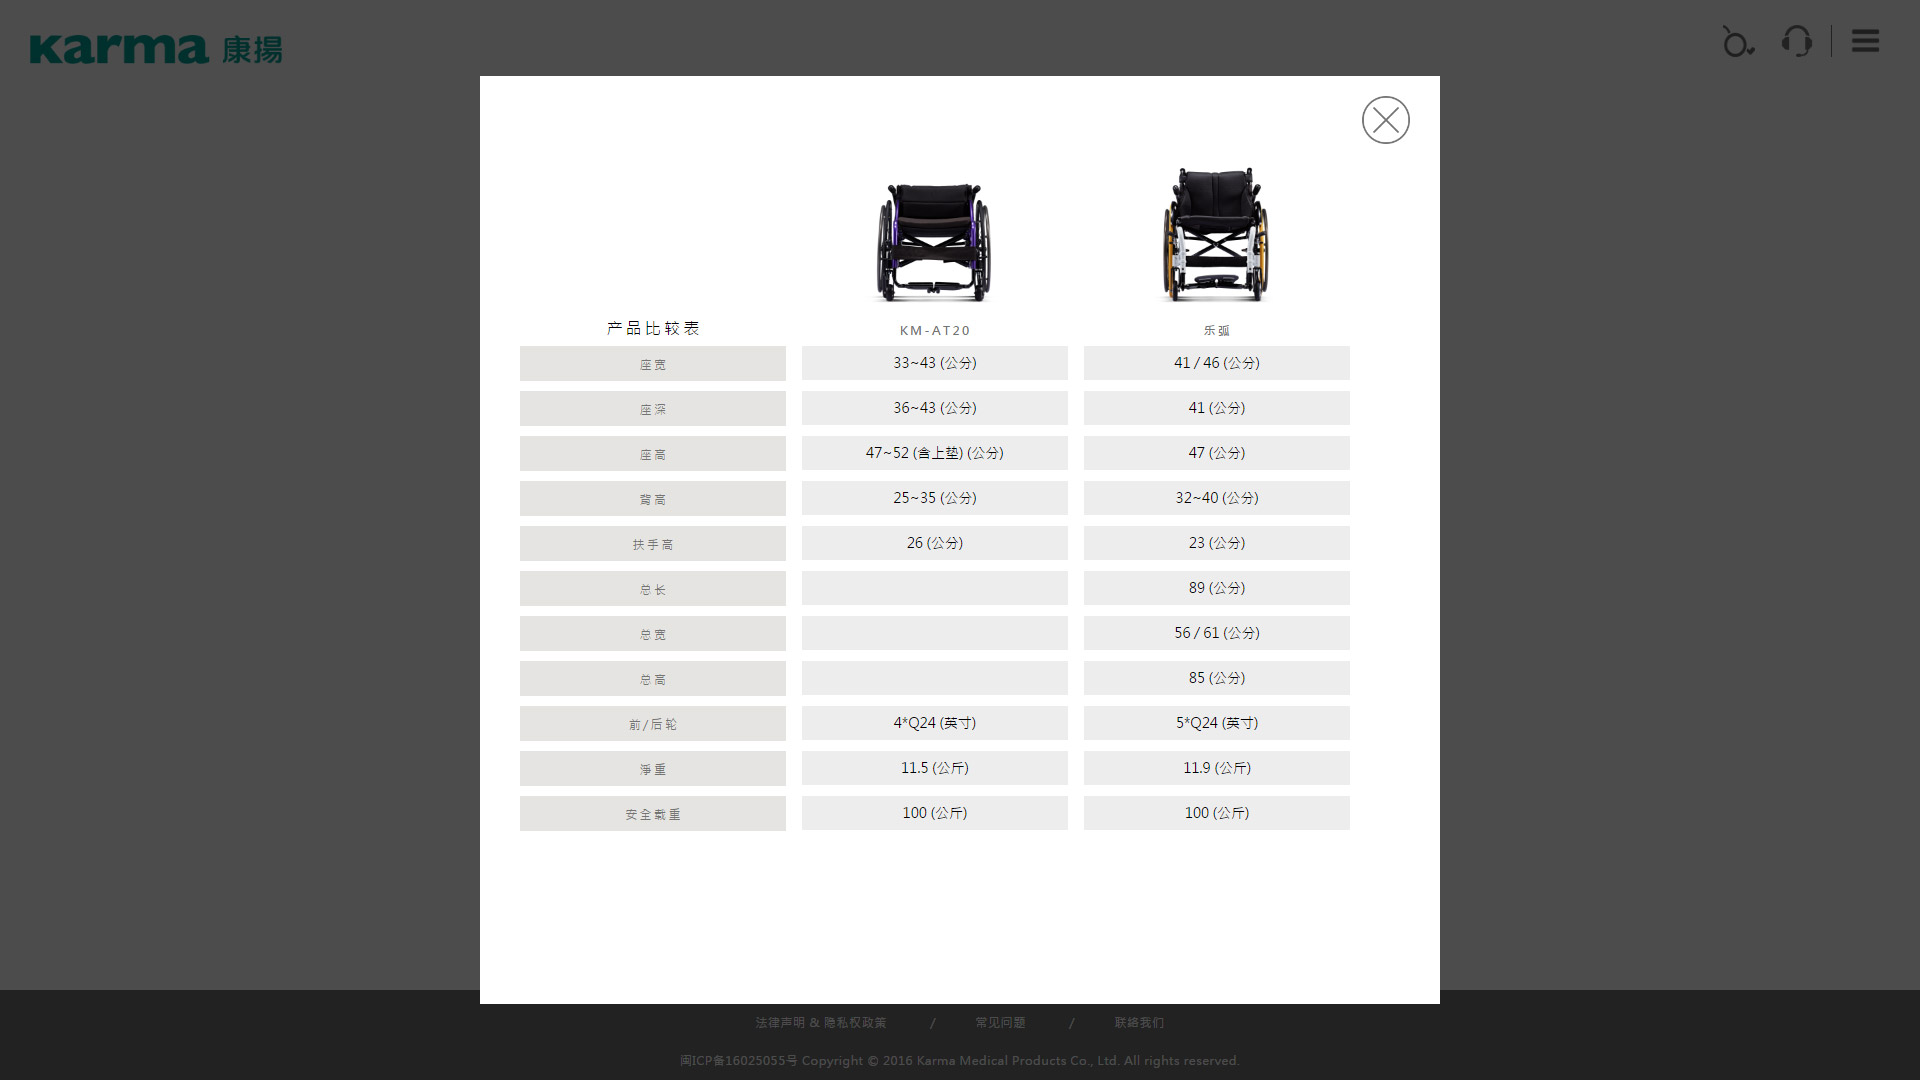 karma 康揚
产品比较表 KM-AT20 乐弧
座宽 33~43 (公分) 41 / 46 (公分)
座深 36~43 (公分) 41 (公分)
座高 47~52 (含上垫) (公分) 47 (公分)
背高 25~35 (公分) 32~40 (公分)
扶手高 26 (公分) 23 (公分)
总长 89 (公分)
总宽 56 / 61 (公分)
总高 85 (公分)
前/后轮 4*Q24 (英寸) 5*Q24 (英寸)
淨重 11.5 (公斤) 11.9 (公斤)
安全载重 100 (公斤) 100 (公斤)
法律声明 & 隐私权政策 / 常见问题 / 联络我们
闽ICP备16025055号 Copyright © 2016 Karma Medical Products Co., Ltd. All rights reserved.